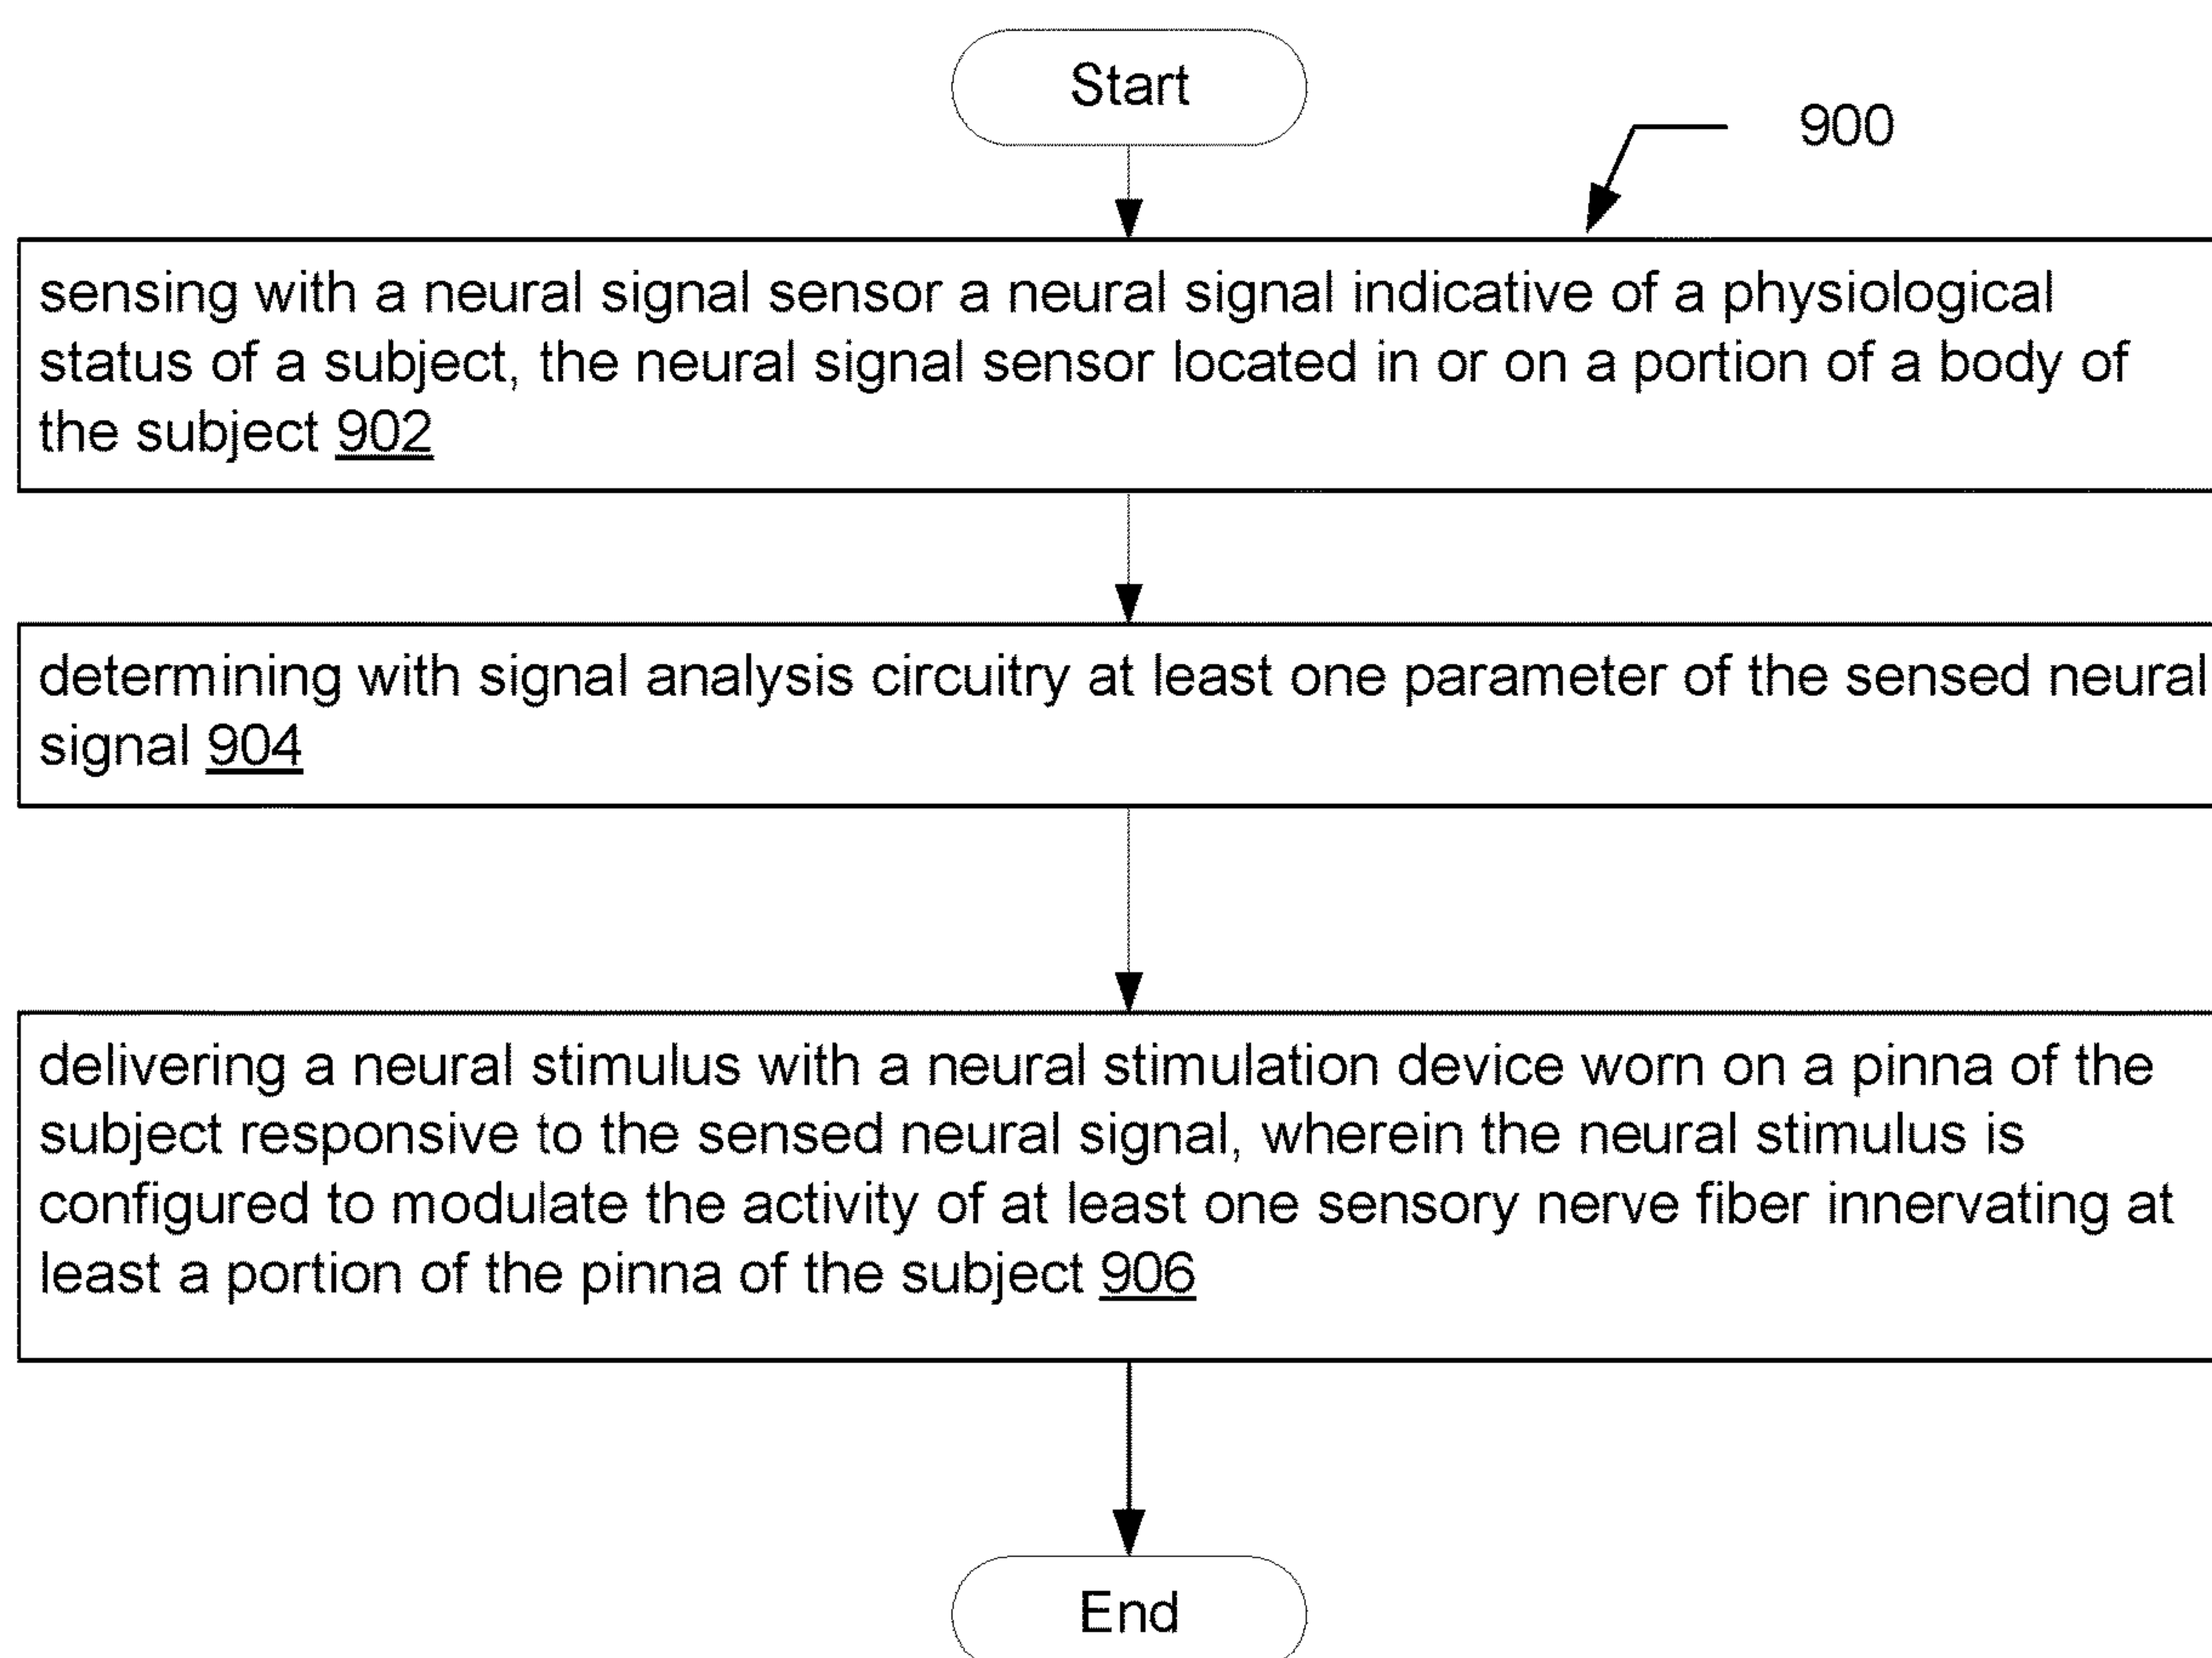 Start
900
sensing with a neural signal sensor a neural signal indicative of a physiological
status of a subject, the neural signal sensor located in or on a portion of a body of
the subject 902
determining with signal analysis circuitry at least one parameter of the sensed neural
signal 904
delivering a neural stimulus with a neural stimulation device worn on a pinna of the
subject responsive to the sensed neural signal, wherein the neural stimulus is
configured to modulate the activity of at least one sensory nerve fiber innervating at
least a portion of the pinna of the subject 906
End